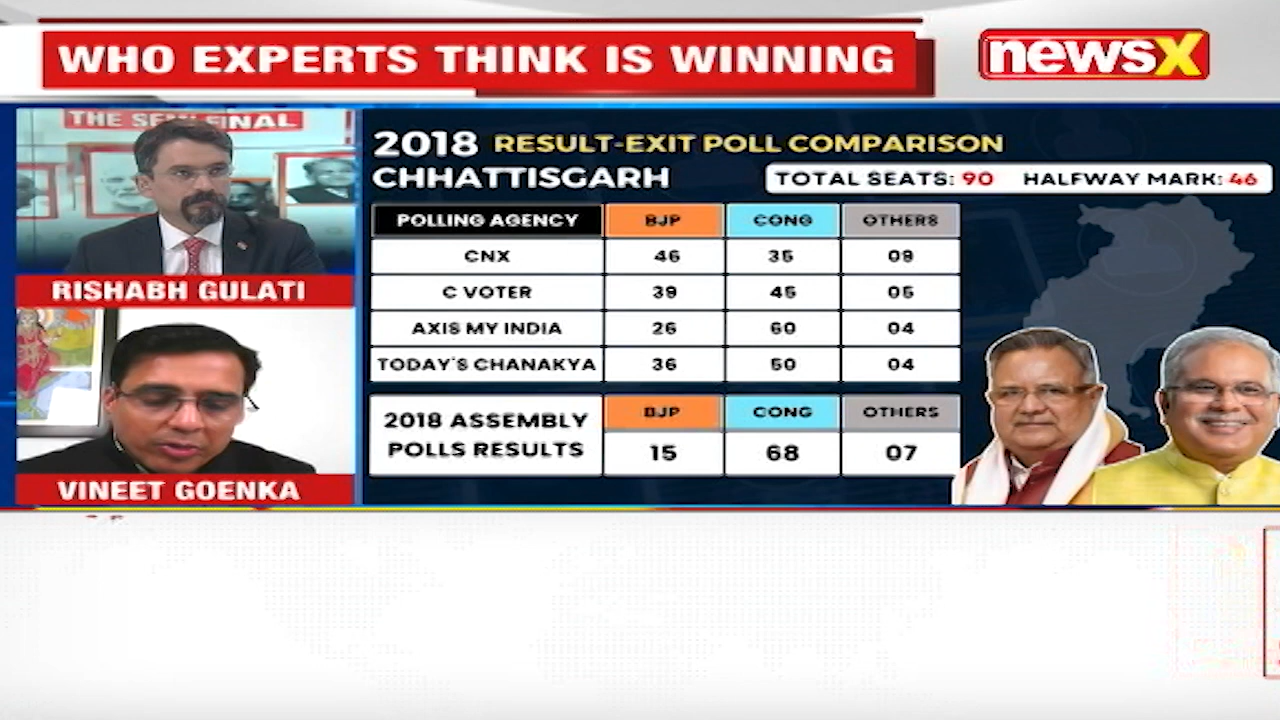 WHO EXPERTS THINK IS WINNING
newsX
THE SEMI FINAL
RISHABH GULATI
VINEET GOENKA
2018 RESULT-EXIT POLL COMPARISON
CHHATTISGARH
TOTAL SEATS: 90 HALFWAY MARK: 46
POLLING AGENCY BJP CONG OTHERS
CNX 46 35 09
C VOTER 39 45 05
AXIS MY INDIA 26 60 04
TODAY'S CHANAKYA 36 50 04
2018 ASSEMBLY
POLLS RESULTS
BJP CONG OTHERS
15 68 07